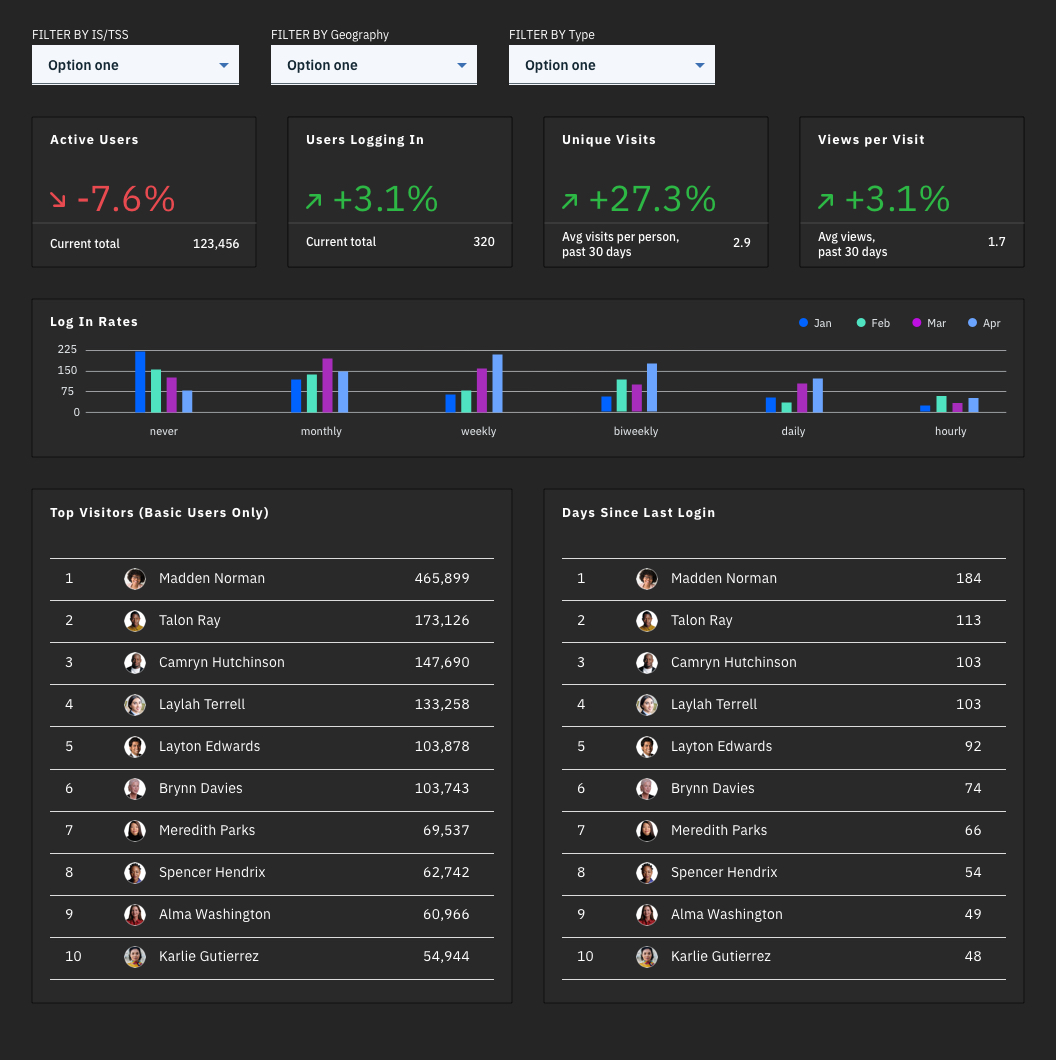 FILTER BY IS/TSS
FILTER BY Geography
FILTER BY Type
Option one
Option one
Option one
Active Users
-7.6%
Current total 123,456
Users Logging In
+3.1%
Current total 320
Unique Visits
+27.3%
Avg visits per person,
past 30 days
2.9
Views per Visit
+3.1%
Avg views,
past 30 days
1.7
Log In Rates
Jan Feb Mar Apr
225
150
75
0
never monthly weekly biweekly daily hourly
Top Visitors (Basic Users Only)
1 Madden Norman 465,899
2 Talon Ray 173,126
3 Camryn Hutchinson 147,690
4 Laylah Terrell 133,258
5 Layton Edwards 103,878
6 Brynn Davies 103,743
7 Meredith Parks 69,537
8 Spencer Hendrix 62,742
9 Alma Washington 60,966
10 Karlie Gutierrez 54,944
Days Since Last Login
1 Madden Norman 184
2 Talon Ray 113
3 Camryn Hutchinson 103
4 Laylah Terrell 103
5 Layton Edwards 92
6 Brynn Davies 74
7 Meredith Parks 66
8 Spencer Hendrix 54
9 Alma Washington 49
10 Karlie Gutierrez 48